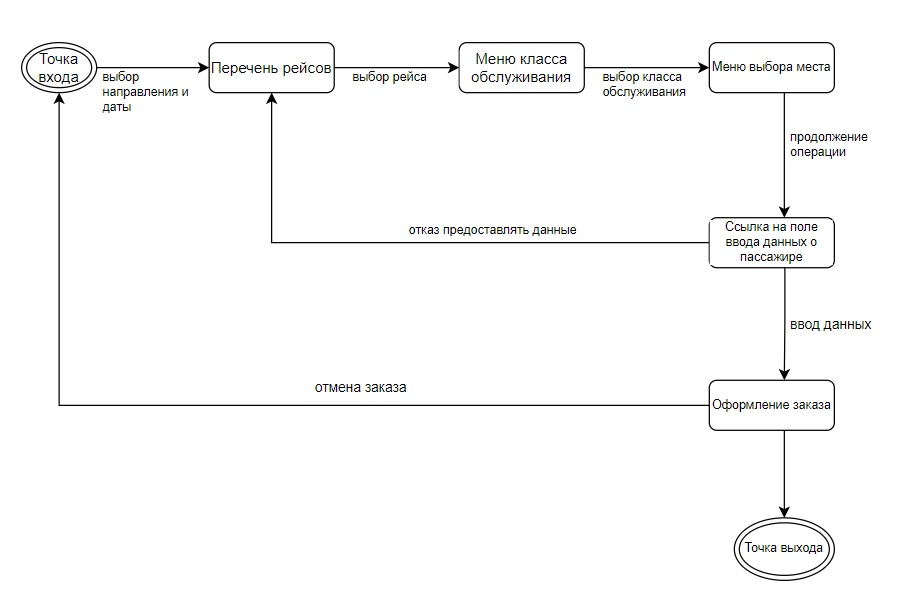 Точка
входа
выбор
направления и
даты
Перечень рейсов
выбор рейса
Меню класса
обслуживания
выбор класса
обслуживания
Меню выбора места
продолжение
операции
Ссылка на поле
ввода данных о
пассажире
отказ предоставлять данные
ввод данных
Оформление заказа
отмена заказа
Точка выхода